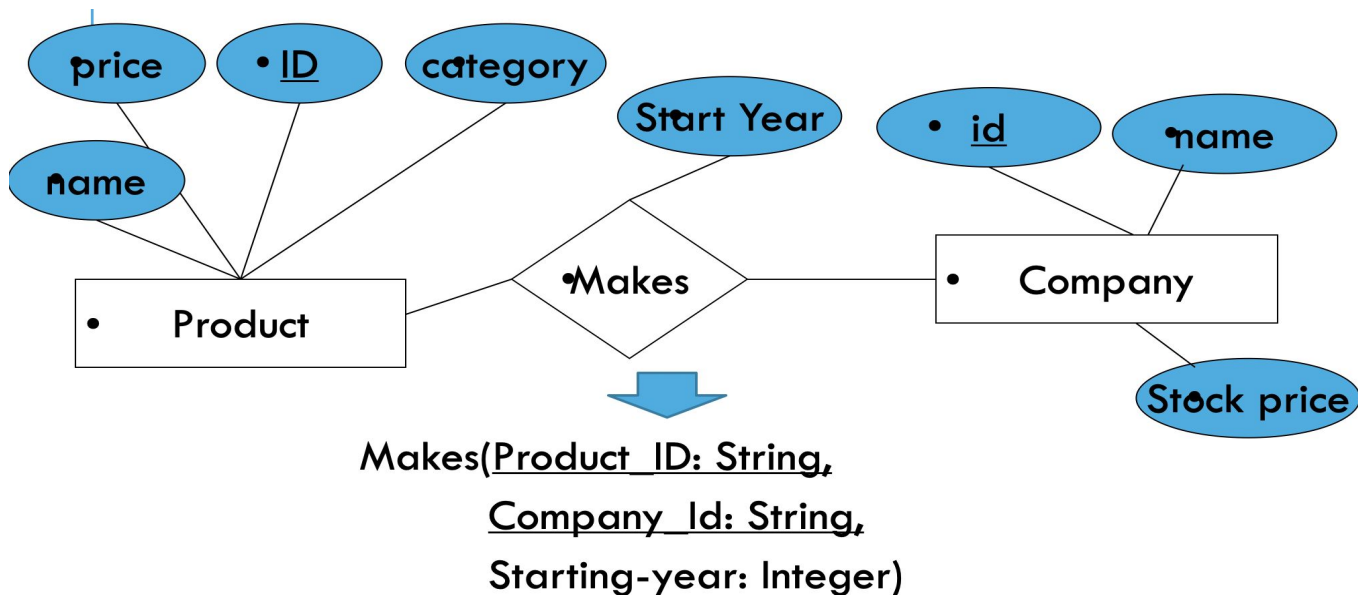 • price
• ID
• category
• Start Year
• id
• name
• name
• Product
• Makes
• Company
• Stock price
Makes(Product_ID: String,
Company_Id: String,
Starting-year: Integer)